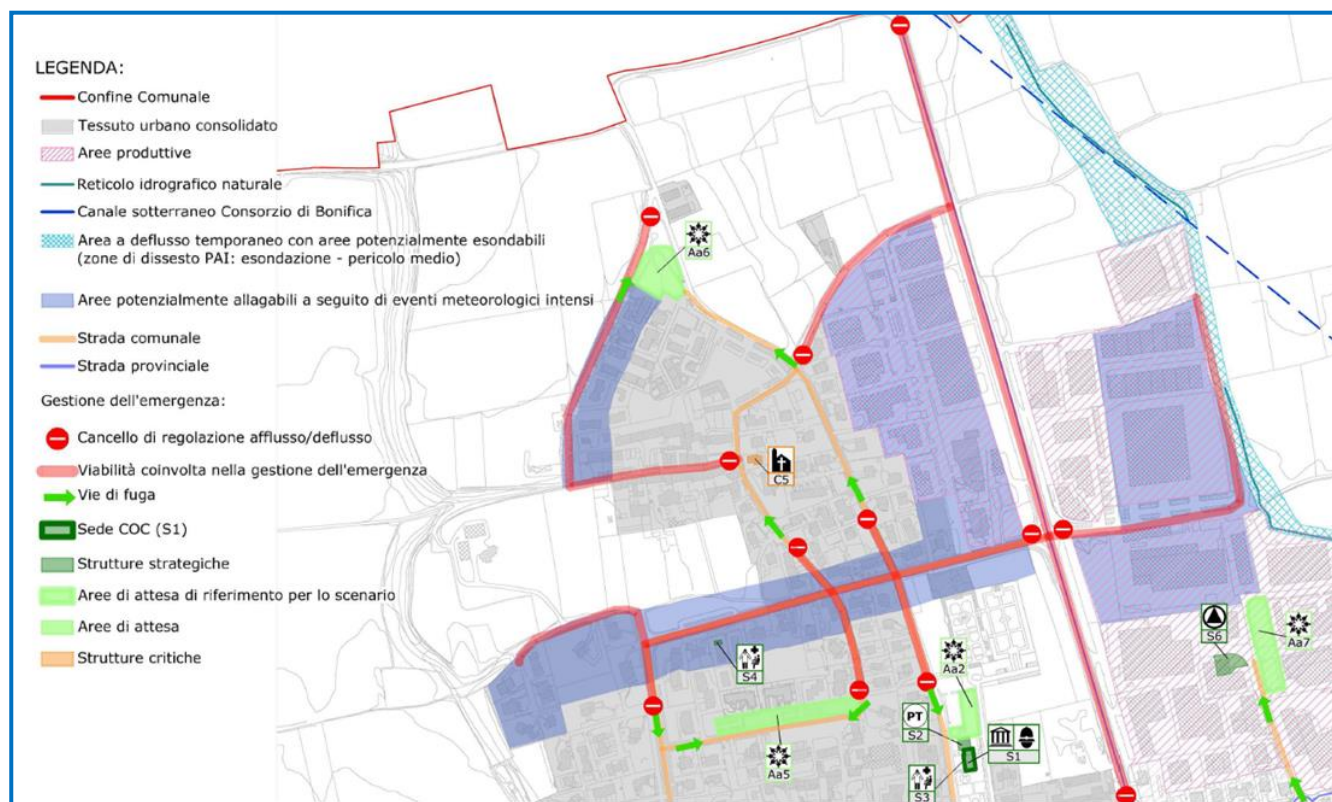 LEGENDA:
Confine Comunale
Tessuto urbano consolidato
Aree produttive
Reticolo idrografico naturale
Canale sotterraneo Consorzio di Bonifica
Area a deflusso temporaneo con aree potenzialmente esondabili
(zone di dissesto PAI: esondazione - pericolo medio)
Aree potenzialmente allagabili a seguito di eventi meteorologici intensi
Strada comunale
Strada provinciale
Gestione dell'emergenza:
Cancello di regolazione afflusso/deflusso
Viabilità coinvolta nella gestione dell'emergenza
Vie di fuga
Sede COC (S1)
Strutture strategiche
Aree di attesa di riferimento per lo scenario
Aree di attesa
Strutture critiche
Aa6
C5
S6
Aa7
S4
Aa2
PT
S2
S1
Aa5
S3